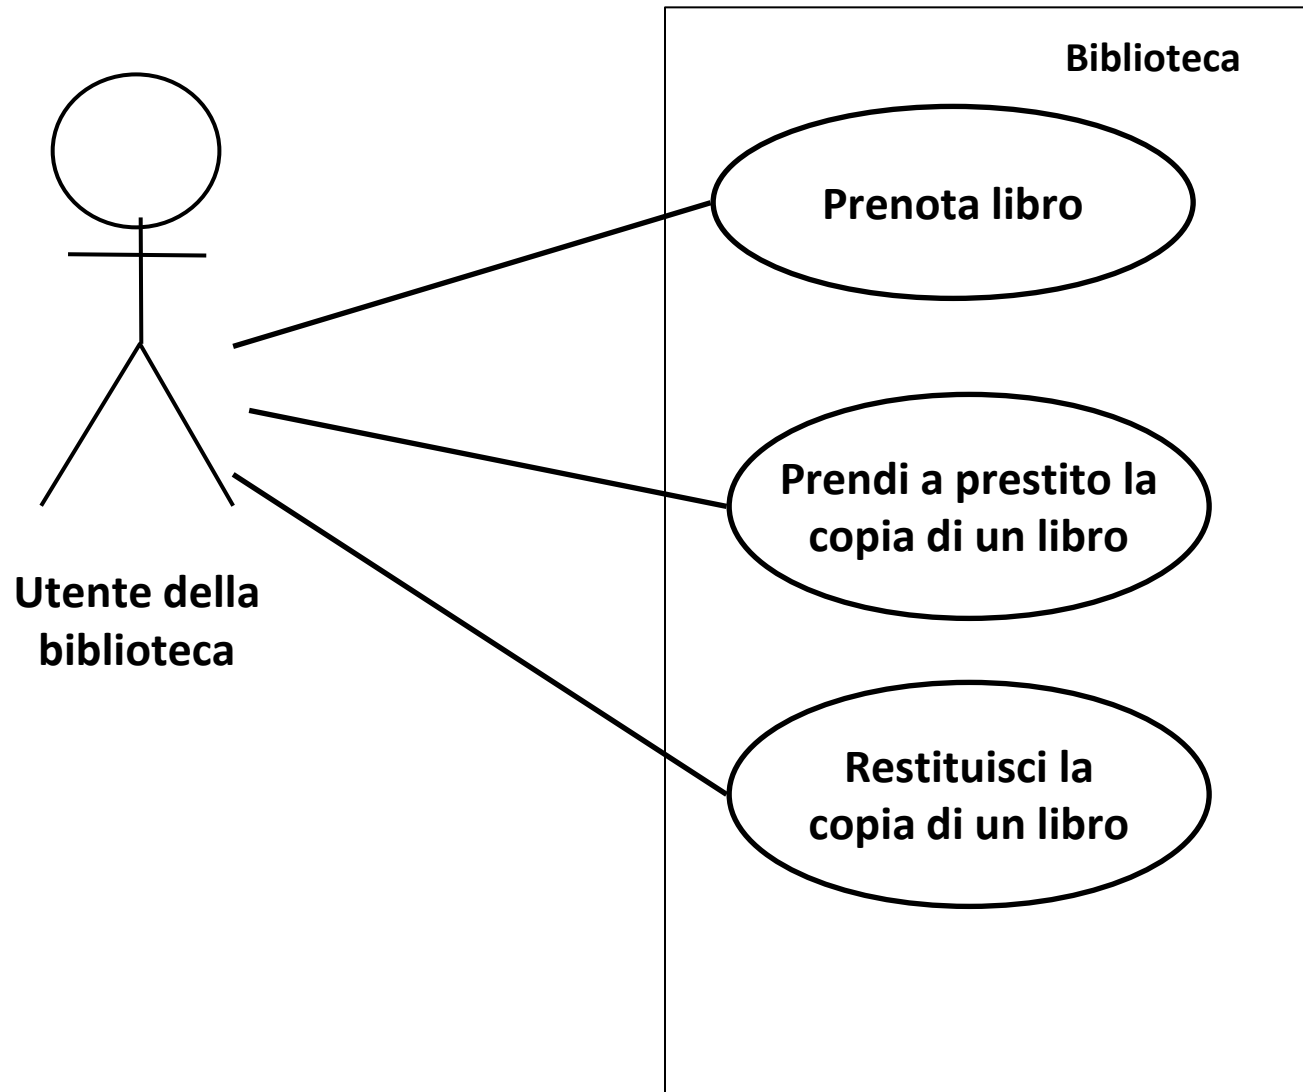 Biblioteca
Prenota libro
Prendi a prestito la
copia di un libro
Utente della
biblioteca
Restituisci la
copia di un libro